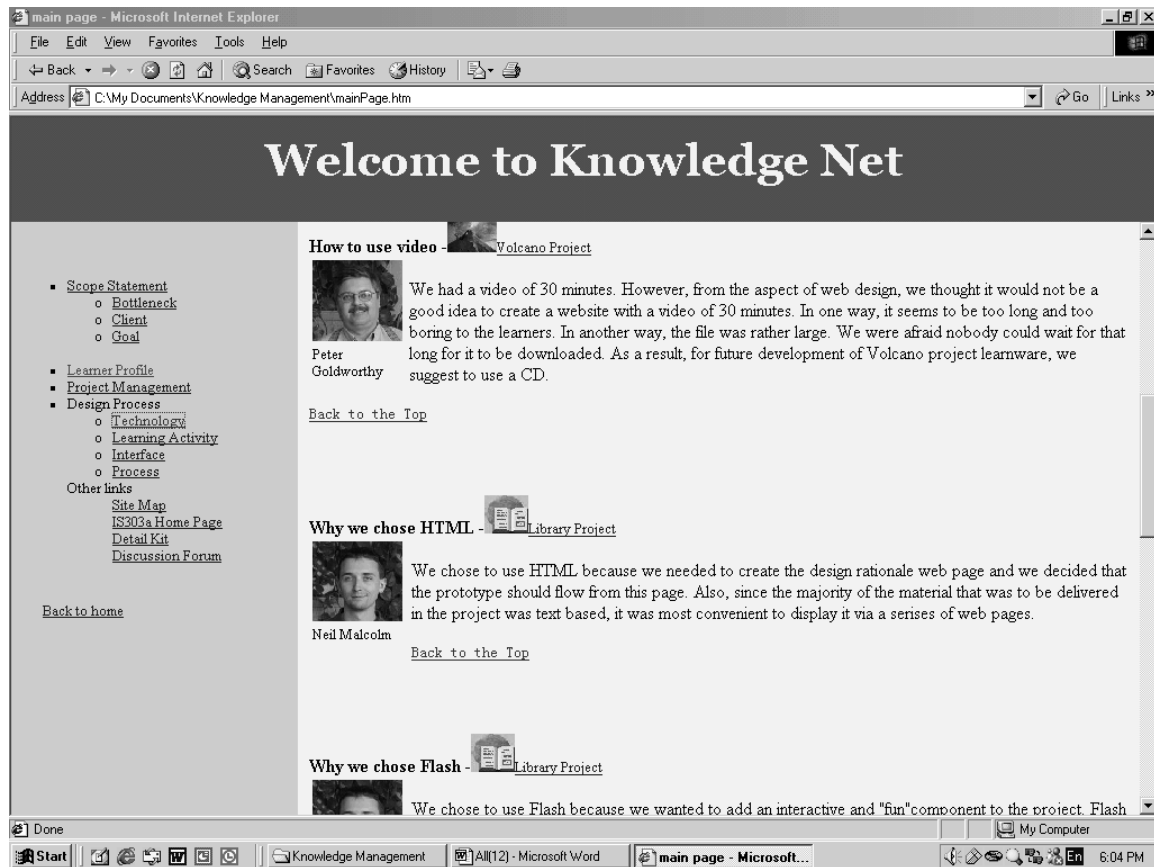 main page - Microsoft Internet Explorer
File Edit View Favorites Tools Help
Back Search Favorites History
Address C:\My Documents\Knowledge Management\mainPage.htm Go Links »
Welcome to Knowledge Net
Scope Statement
Bottleneck
Client
Goal
Learner Profile
Project Management
Design Process
Technology
Learning Activity
Interface
Process
Other links
Site Map
IS303a Home Page
Detail Kit
Discussion Forum
Back to home
How to use video - Volcano Project
We had a video of 30 minutes. However, from the aspect of web design, we thought it would not be a
good idea to create a website with a video of 30 minutes. In one way, it seems to be too long and too
boring to the learners. In another way, the file was rather large. We were afraid nobody could wait for that
long for it to be downloaded. As a result, for future development of Volcano project learnware, we
suggest to use a CD.
Peter
Goldworthy
Back to the Top
Why we chose HTML - Library Project
We chose to use HTML because we needed to create the design rationale web page and we decided that
the prototype should flow from this page. Also, since the majority of the material that was to be delivered
in the project was text based, it was most convenient to display it via a serises of web pages.
Neil Malcolm
Back to the Top
Why we chose Flash - Library Project
We chose to use Flash because we wanted to add an interactive and "fun"component to the project. Flash
Done My Computer
Start Knowledge Management All(12) - Microsoft Word main page - Microsoft... En 6:04 PM